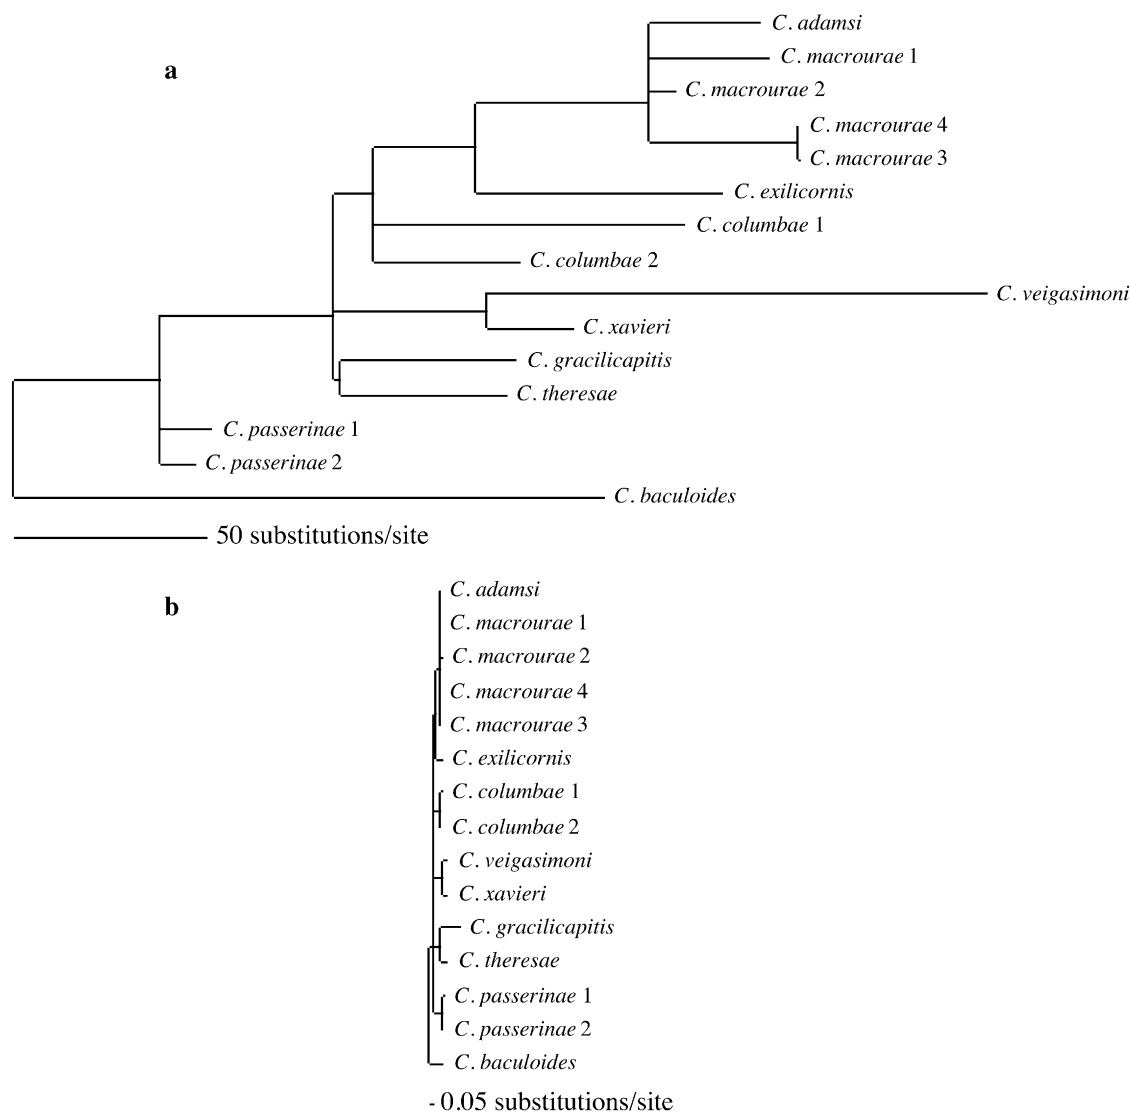 a
C. adamsi
C. macrourae 1
C. macrourae 2
C. macrourae 4
C. macrourae 3
C. exilicornis
C. columbae 1
C. columbae 2
C. veigasimoni
C. xavieri
C. gracilicapitis
C. theresae
C. passerinae 1
C. passerinae 2
C. baculoides
50 substitutions/site
b
C. adamsi
C. macrourae 1
C. macrourae 2
C. macrourae 4
C. macrourae 3
C. exilicornis
C. columbae 1
C. columbae 2
C. veigasimoni
C. xavieri
C. gracilicapitis
C. theresae
C. passerinae 1
C. passerinae 2
C. baculoides
0.05 substitutions/site